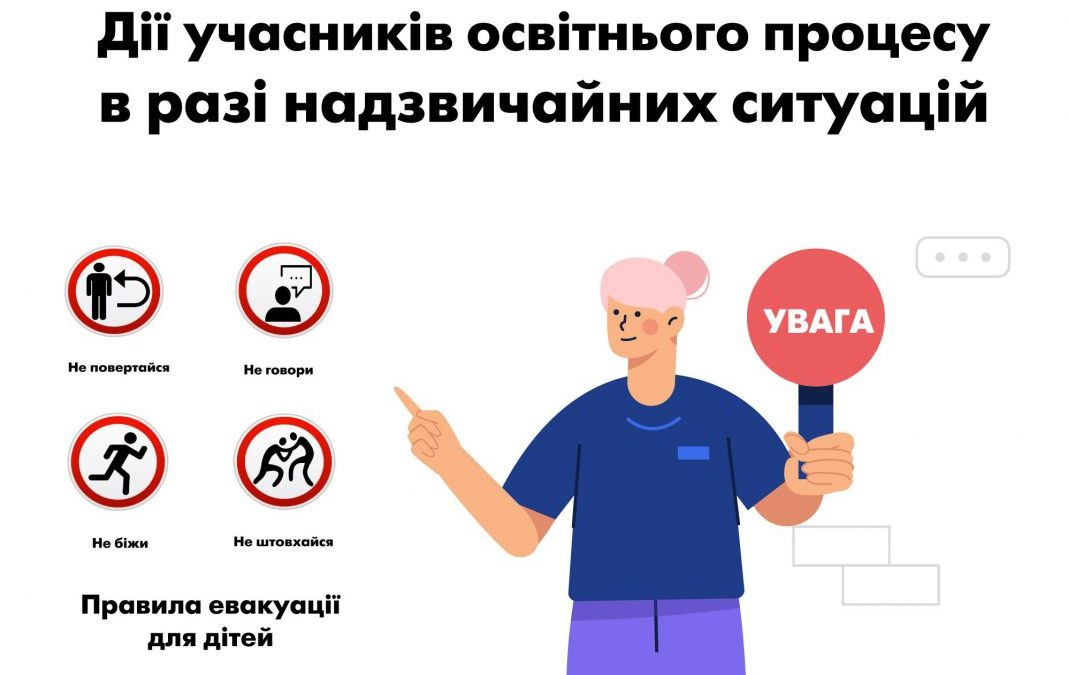 Дії учасників освітнього процесу
в разі надзвичайних ситуацій
УВАГА
Не повертайся
Не говори
Не біжи
Не штовхайся
Правила евакуації
для дітей